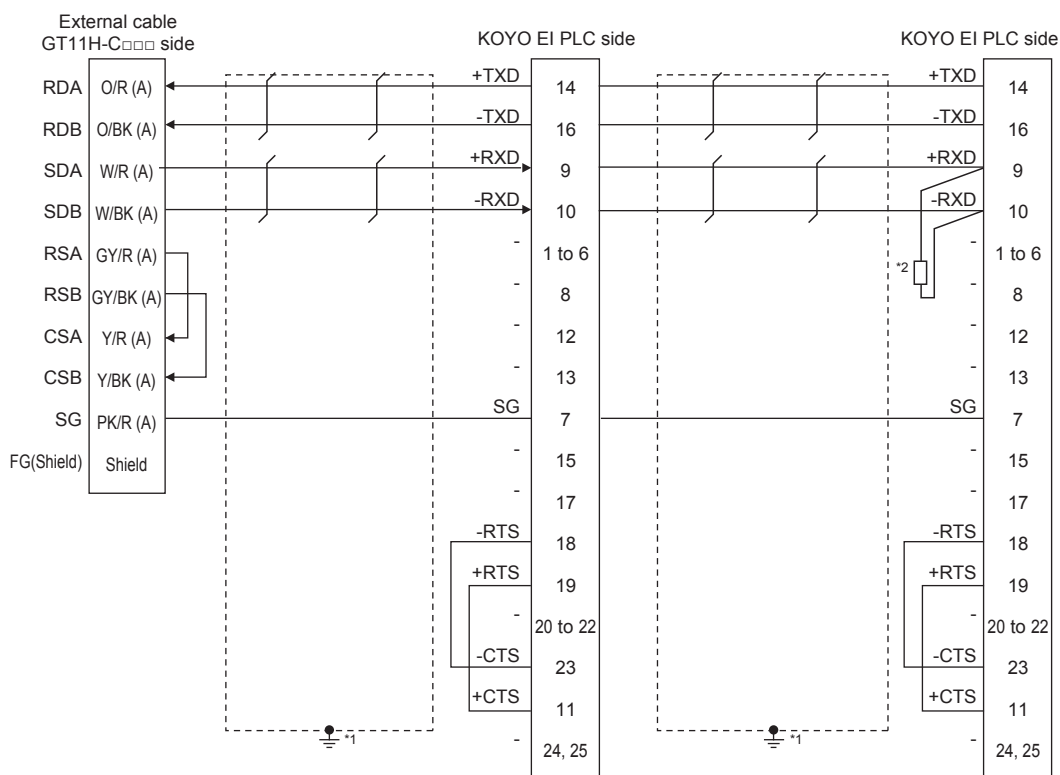 External cable
GT11H-C□□□ side
KOYO EI PLC side
KOYO EI PLC side
RDA O/R (A) +TXD 14 +TXD 14
RDB O/BK (A) -TXD 16 -TXD 16
SDA W/R (A) +RXD 9 +RXD 9
SDB W/BK (A) -RXD 10 -RXD 10
RSA GY/R (A) - 1 to 6 - 1 to 6
*2
RSB GY/BK (A) - 8 - 8
CSA Y/R (A) - 12 - 12
CSB Y/BK (A) - 13 - 13
SG PK/R (A) SG 7 SG 7
FG(Shield) Shield - 15 - 15
- 17 - 17
-RTS 18 -RTS 18
+RTS 19 +RTS 19
- 20 to 22 - 20 to 22
-CTS 23 -CTS 23
+CTS 11 +CTS 11
*1 - 24, 25 *1 - 24, 25